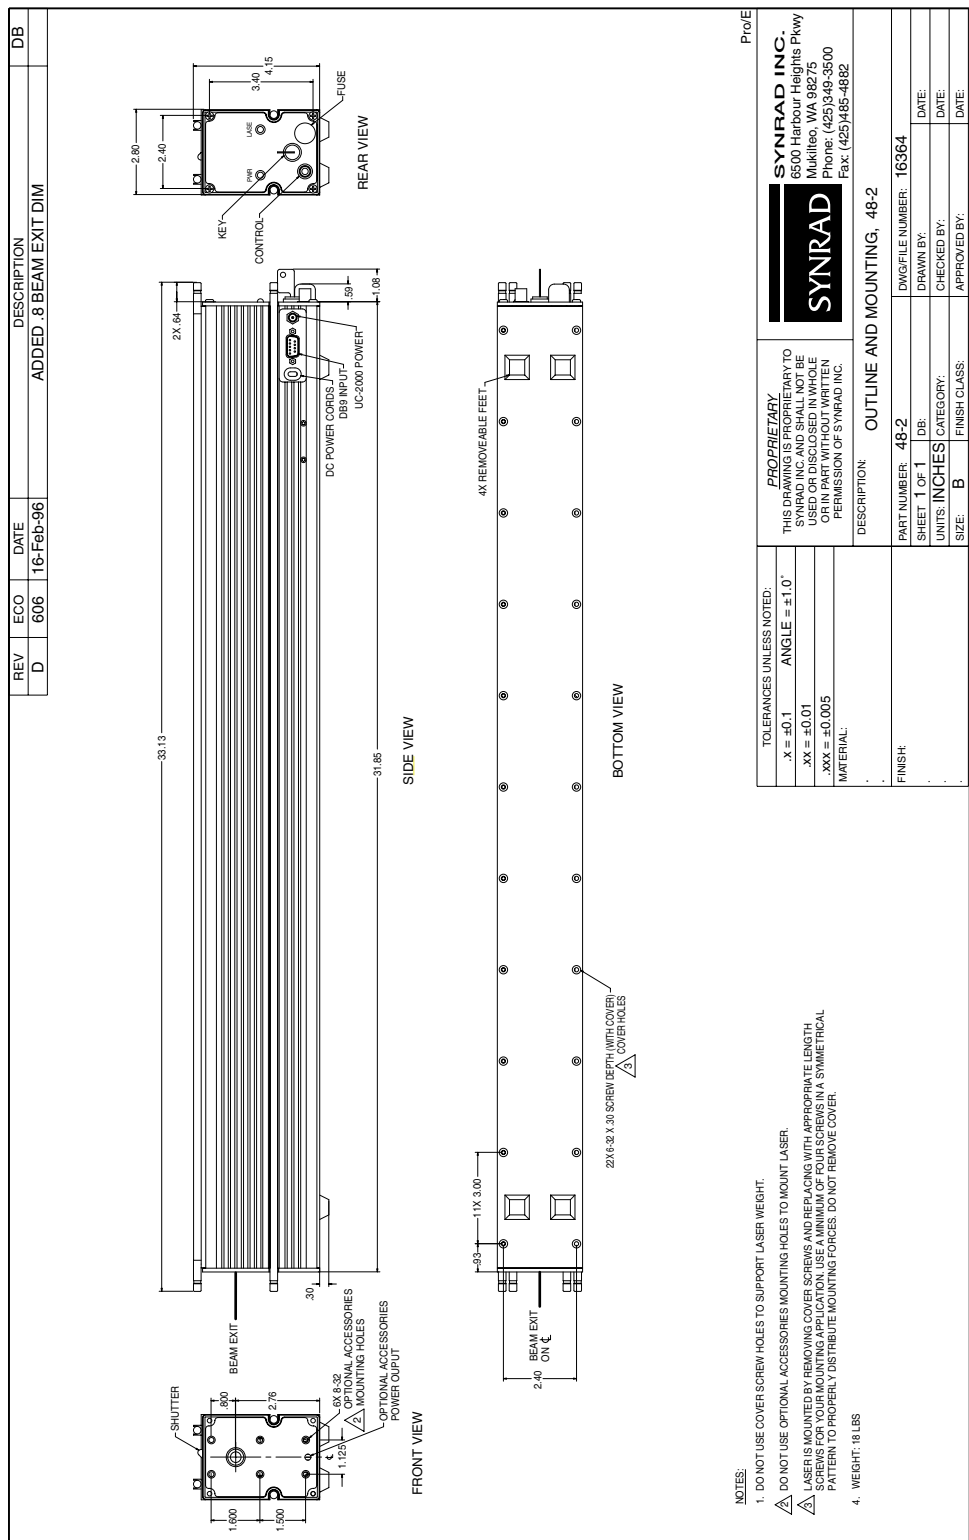 REV ECO DATE DESCRIPTION DB
D 606 16-Feb-96 ADDED .8 BEAM EXIT DIM
SHUTTER
.800
2.76
1.600
1.500
1.125
℄
6X 8-32
OPTIONAL ACCESSORIES
MOUNTING HOLES
2
OPTIONAL ACCESSORIES
POWER OUPUT
FRONT VIEW
33.13
2X .64
BEAM EXIT
.30
31.85
.59
1.08
DC POWER CORDS
DB9 INPUT
UC-2000 POWER
SIDE VIEW
2.80
2.40
3.40
4.15
PWR
LASE
KEY
CONTROL
FUSE
REAR VIEW
BEAM EXIT
ON ℄
2.40
.93
11X 3.00
22X 6-32 X .30 SCREW DEPTH (WITH COVER)
COVER HOLES
3
4X REMOVEABLE FEET
BOTTOM VIEW
NOTES:
1. DO NOT USE COVER SCREW HOLES TO SUPPORT LASER WEIGHT.
2 DO NOT USE OPTIONAL ACCESSORIES MOUNTING HOLES TO MOUNT LASER.
3 LASER IS MOUNTED BY REMOVING COVER SCREWS AND REPLACING WITH APPROPRIATE LENGTH
SCREWS FOR YOUR MOUNTING APPLICATION. USE A MINIMUM OF FOUR SCREWS IN A SYMMETRICAL
PATTERN TO PROPERLY DISTRIBUTE MOUNTING FORCES. DO NOT REMOVE COVER.
4. WEIGHT: 18 LBS
Pro/E
TOLERANCES UNLESS NOTED:
.X = ±0.1 ANGLE = ±1.0°
.XX = ±0.01
.XXX = ±0.005
MATERIAL:
FINISH:
PROPRIETARY
THIS DRAWING IS PROPRIETARY TO
SYNRAD INC. AND SHALL NOT BE
USED OR DISCLOSED IN WHOLE
OR IN PART WITHOUT WRITTEN
PERMISSION OF SYNRAD INC.
SYNRAD
SYNRAD INC.
6500 Harbour Heights Pkwy
Mukilteo, WA 98275
Phone: (425)349-3500
Fax: (425)485-4882
DESCRIPTION:
OUTLINE AND MOUNTING, 48-2
PART NUMBER: 48-2 DWG/FILE NUMBER: 16364
SHEET 1 OF 1 DB: DRAWN BY: DATE:
UNITS: INCHES CATEGORY: CHECKED BY: DATE:
SIZE: B FINISH CLASS: APPROVED BY: DATE: